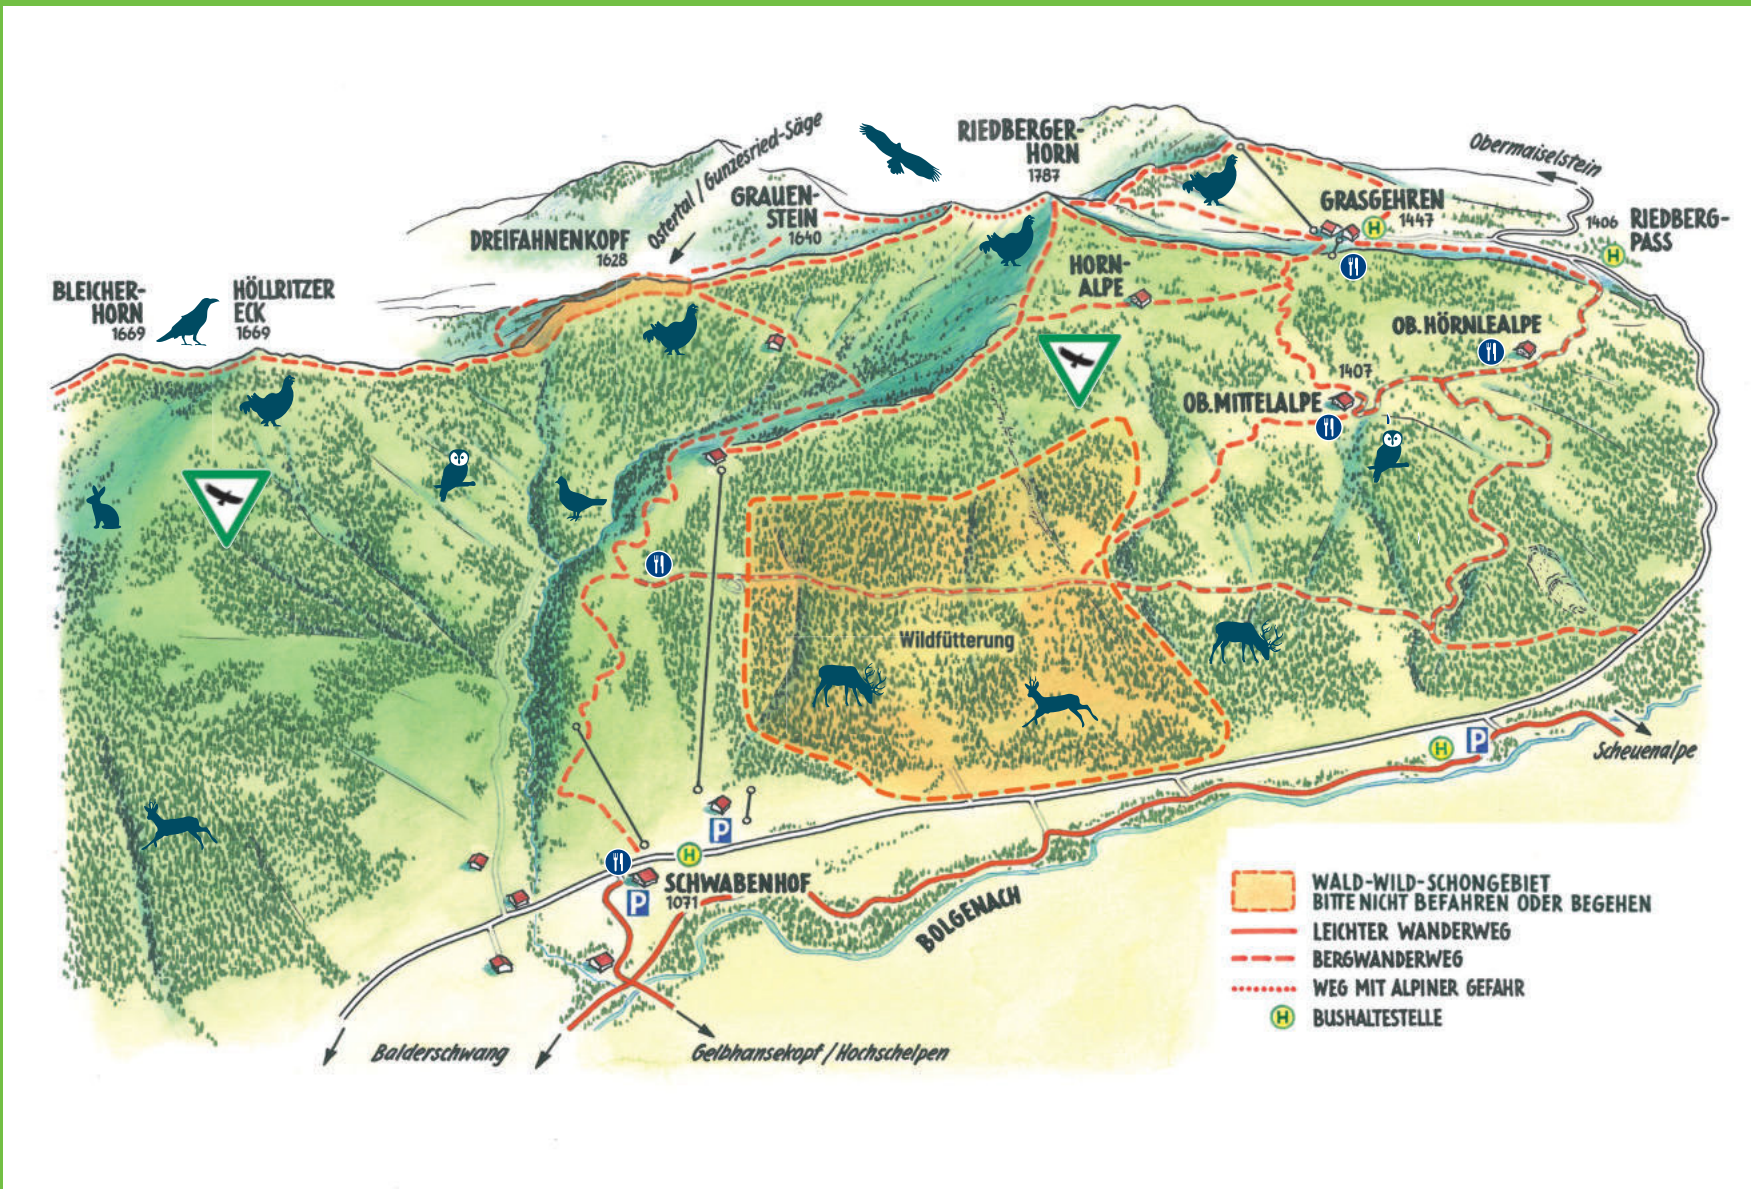 Ostertal / Gunzesried-Säge
RIEDBERGER-
HORN
1787
Obermaiselstein
GRAUEN-
STEIN
1640
GRASGEHREN
1447
H
1406
RIEDBERG-
PASS
H
DREIFAHNENKOPF
1628
BLEICHER-
HORN
1669
HÖLLRITZER
ECK
1669
HORN-
ALPE
OB. HÖRNLEALPE
1407
OB. MITTELALPE
Wildfütterung
H
P
Scheuenalpe
P
H
SCHWABENHOF
1071
P
BOLGENACH
Balderschwang
Gelbhansekopf / Hochschelpen
WALD-WILD-SCHONGEBIET
BITTE NICHT BEFAHREN ODER BEGEHEN
LEICHTER WANDERWEG
BERGWANDERWEG
WEG MIT ALPINER GEFAHR
H
BUSHALTESTELLE